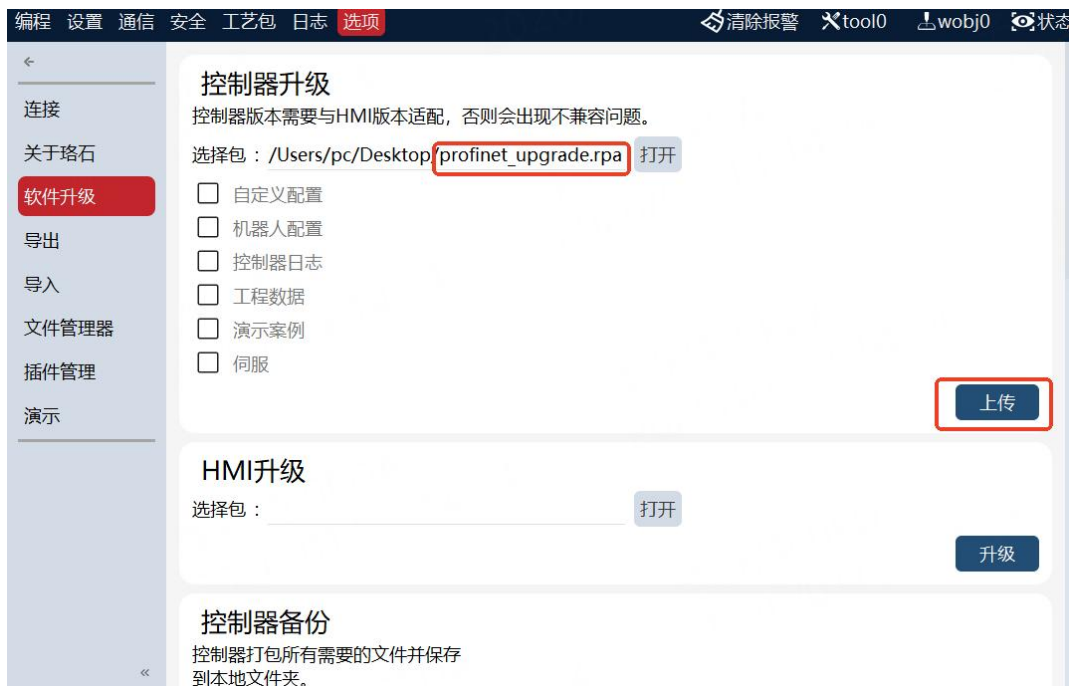 编程 设置 通信 安全 工艺包 日志 选项 清除报警 tool0 wobj0 状态
连接
关于珞石
软件升级
导出
导入
文件管理器
插件管理
演示
控制器升级
控制器版本需要与HMI版本适配，否则会出现不兼容问题。
选择包：/Users/pc/Desktop/profinet_upgrade.rpa 打开
自定义配置
机器人配置
控制器日志
工程数据
演示案例
伺服
上传
HMI升级
选择包： 打开
升级
控制器备份
控制器打包所有需要的文件并保存
到本地文件夹。